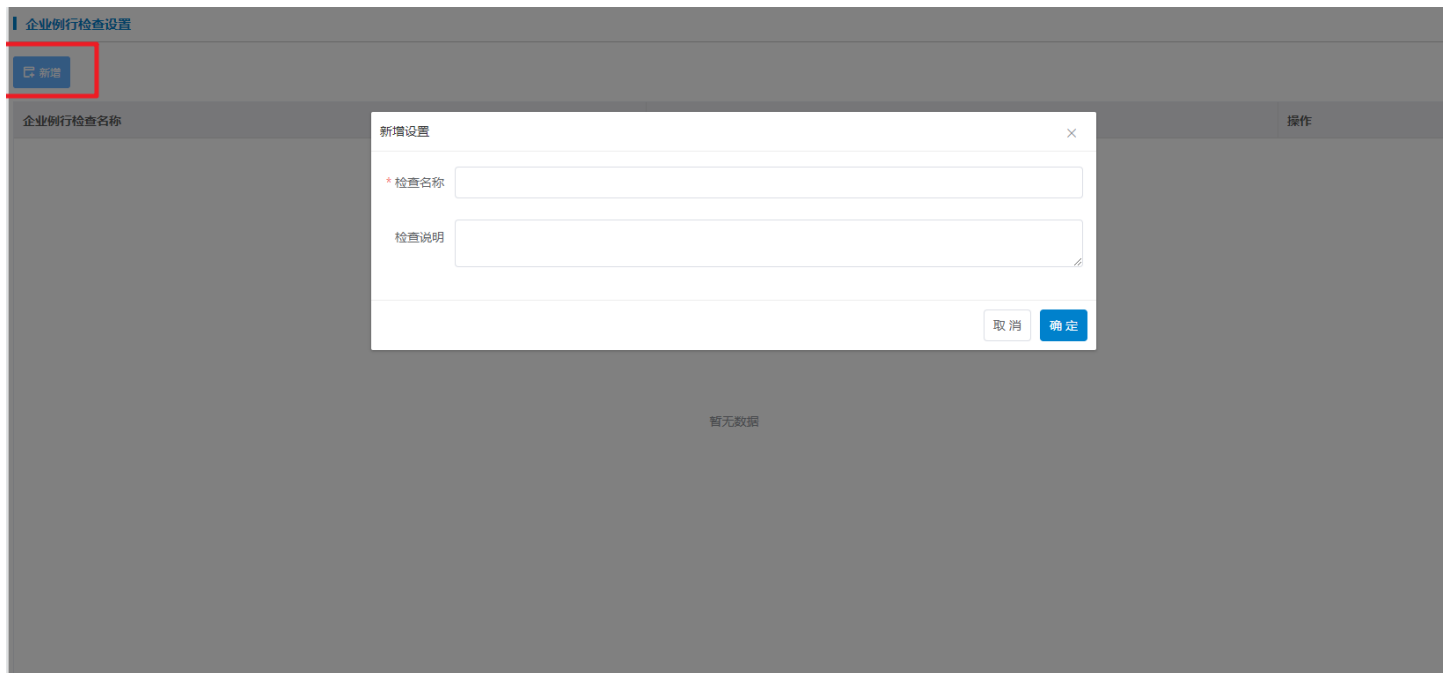 企业例行检查设置
新增
企业例行检查名称
操作
新增设置
* 检查名称
检查说明
取 消
确 定
暂无数据